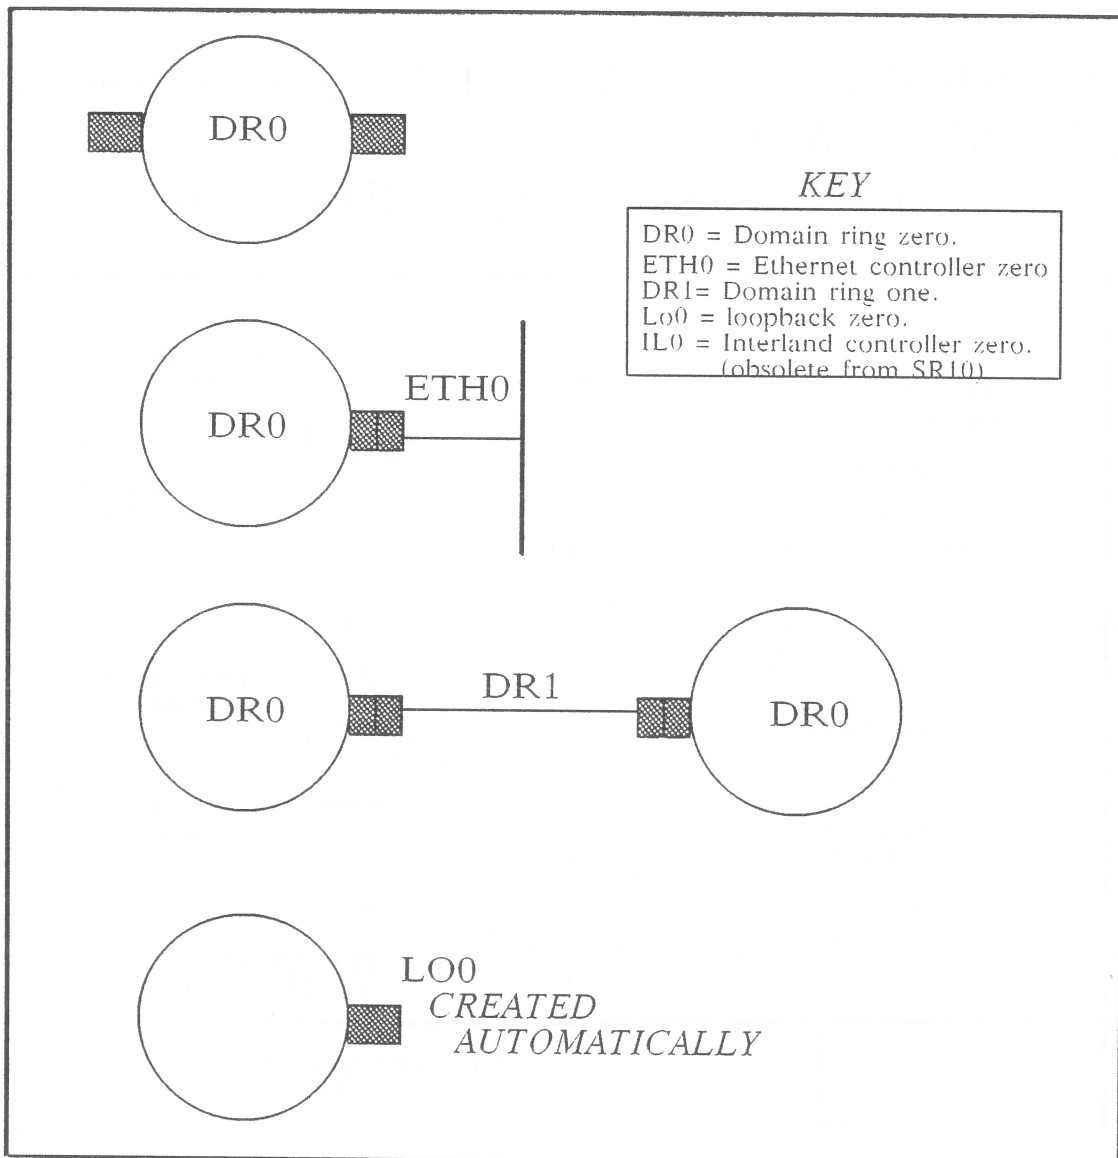 DR0
KEY
DR0 = Domain ring zero.
ETH0 = Ethernet controller zero
DR1= Domain ring one.
Lo0 = loopback zero.
IL0 = Interland controller zero.
(obsolete from SR10)
ETH0
DR0
DR1
DR0
DR0
LO0
CREATED
AUTOMATICALLY